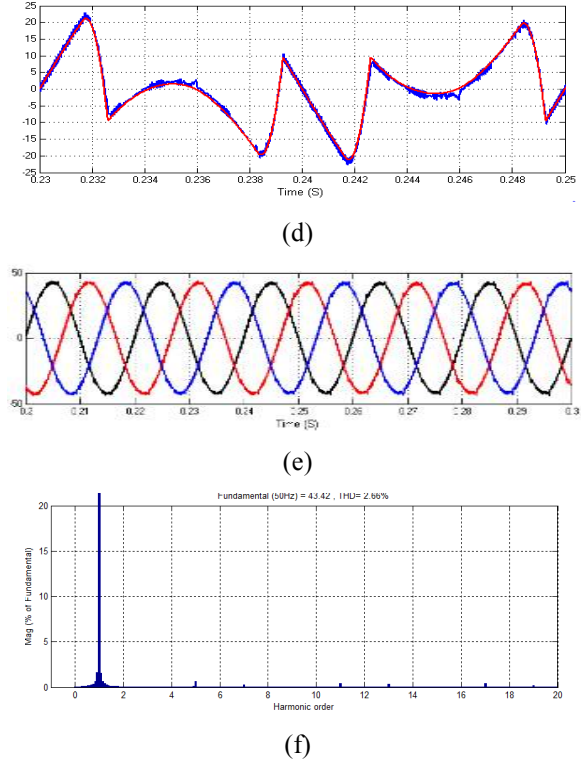 25
20
15
10
5
0
-5
-10
-15
-20
-25
0.23 0.232 0.234 0.236 0.238 0.24 0.242 0.244 0.246 0.248 0.25
Time (S)
(d)
50
0
-50
0.2 0.21 0.22 0.23 0.24 0.25 0.26 0.27 0.28 0.29 0.3
Time (S)
(e)
Fundamental (50Hz) = 43.42 , THD= 2.66%
20
15
10
5
0
Mag (% of Fundamental)
0 2 4 6 8 10 12 14 16 18 20
Harmonic order
(f)